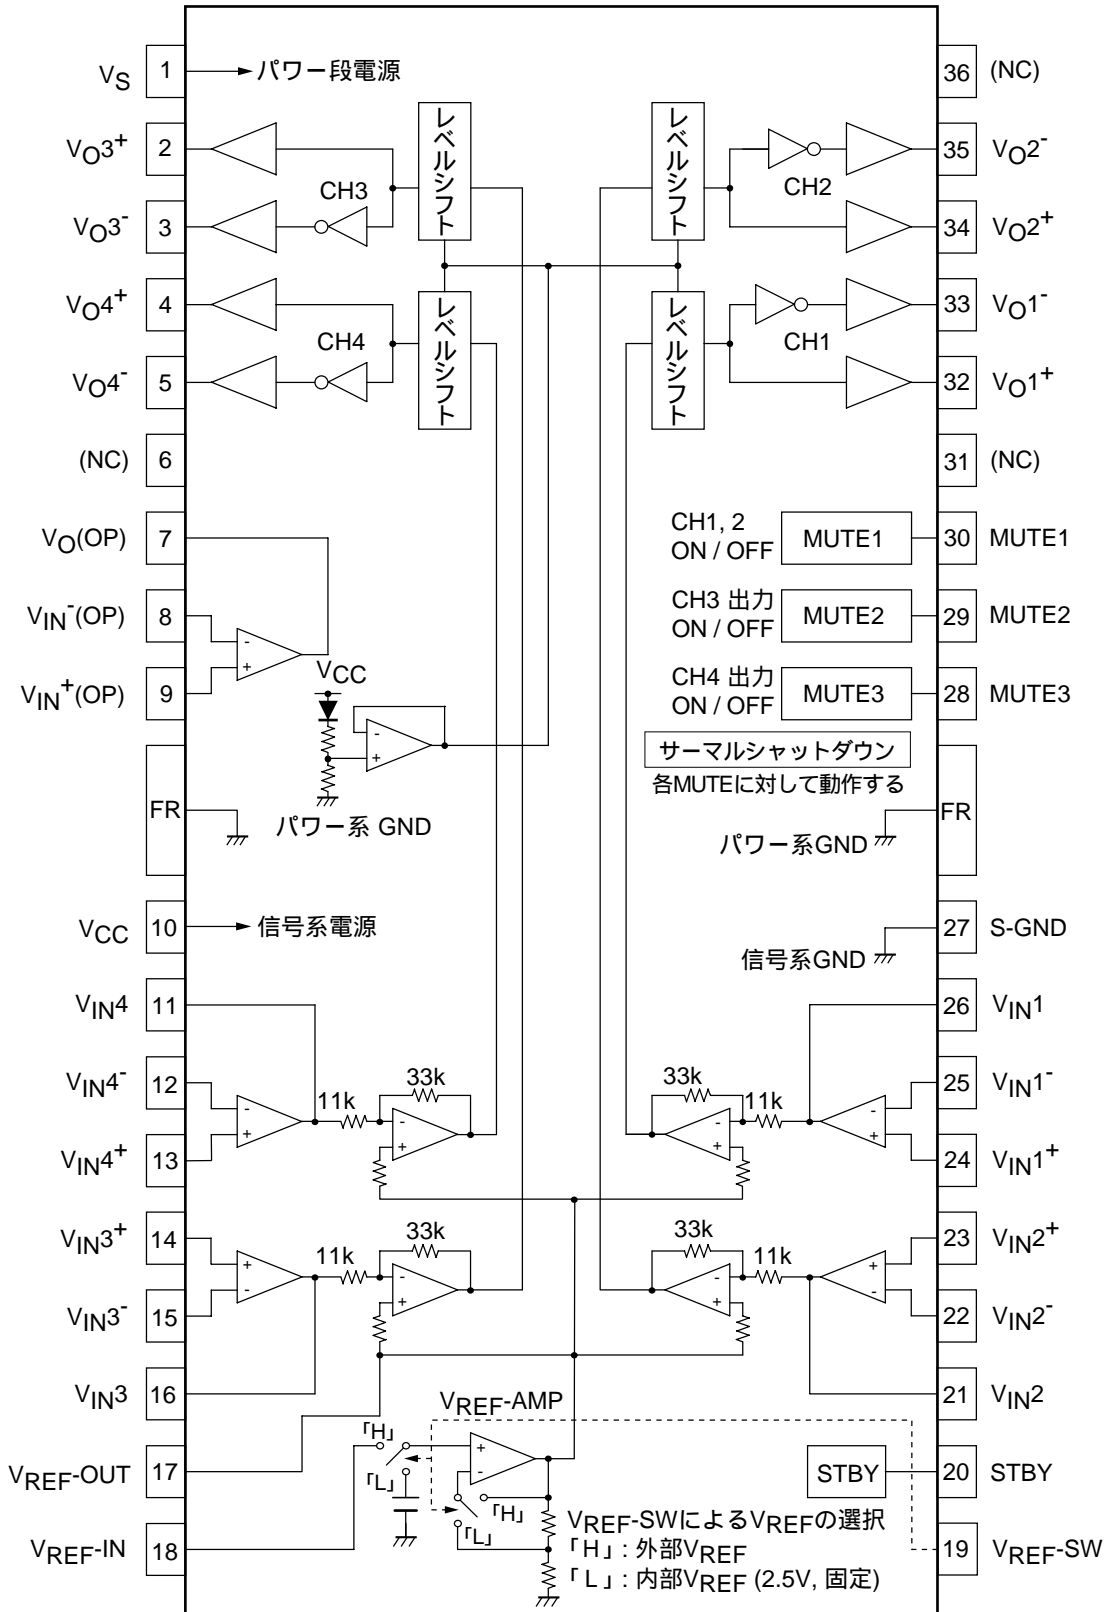 VS 1 パワー段電源
VO3+ 2
VO3- 3
CH3
レベルシフト
VO4+ 4
VO4- 5
CH4
レベルシフト
(NC) 6
VO(OP) 7
VIN-(OP) 8
-
+
VIN+(OP) 9
VCC
-
+
パワー系 GND
FR
VCC 10 信号系電源
VIN4 11
VIN4- 12
-
+
VIN4+ 13
11k
33k
-
+
VIN3+ 14
+
-
VIN3- 15
11k
33k
-
+
VIN3 16
VREF-OUT 17
VREF-IN 18
36 (NC)
レベルシフト
CH2
35 VO2-
34 VO2+
レベルシフト
CH1
33 VO1-
32 VO1+
31 (NC)
CH1, 2
ON / OFF
MUTE1
30 MUTE1
CH3 出力
ON / OFF
MUTE2
29 MUTE2
CH4 出力
ON / OFF
MUTE3
28 MUTE3
サーマルシャットダウン
各MUTEに対して動作する
パワー系GND
FR
27 S-GND
信号系GND
26 VIN1
33k
11k
-
+
-
+
25 VIN1-
24 VIN1+
33k
11k
-
+
+
-
23 VIN2+
22 VIN2-
21 VIN2
VREF-AMP
「H」
「L」
+
-
「H」
「L」
STBY
20 STBY
19 VREF-SW
VREF-SWによるVREFの選択
「H」: 外部VREF
「L」: 内部VREF (2.5V, 固定)